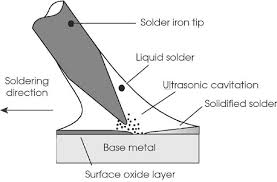 Solder iron tip
Liquid solder
Soldering
direction
Ultrasonic cavitation
Solidified solder
Base metal
Surface oxide layer